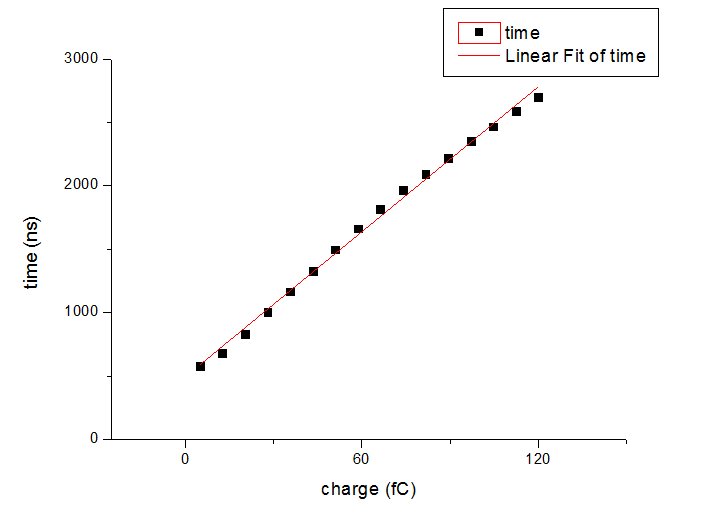 time
Linear Fit of time
3000
2000
1000
0
time (ns)
0 60 120
charge (fC)